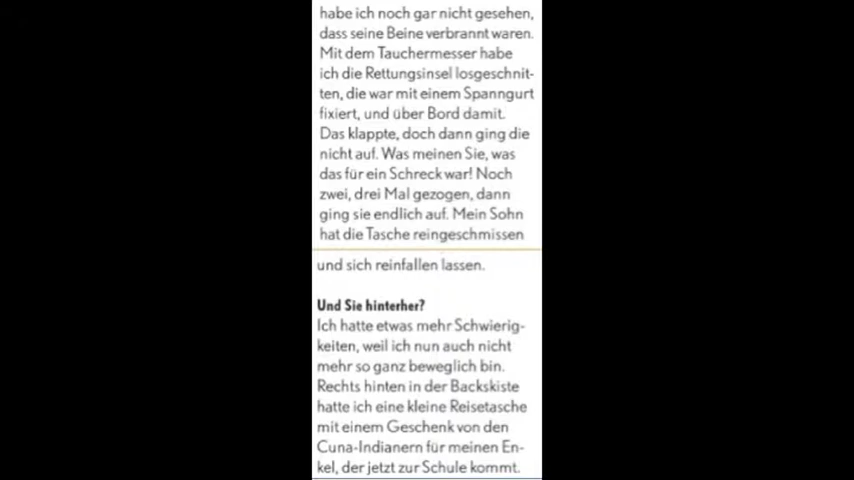 habe ich noch gar nicht gesehen,
dass seine Beine verbrannt waren.
Mit dem Tauchermesser habe
ich die Rettungsinsel losgeschnit-
ten, die war mit einem Spanngurt
fixiert, und über Bord damit.
Das klappte, doch dann ging die
nicht auf. Was meinen Sie, was
das für ein Schreck war! Noch
zwei, drei Mal gezogen, dann
ging sie endlich auf. Mein Sohn
hat die Tasche reingeschmissen
und sich reinfallen lassen.
Und Sie hinterher?
Ich hatte etwas mehr Schwierig-
keiten, weil ich nun auch nicht
mehr so ganz beweglich bin.
Rechts hinten in der Backskiste
hatte ich eine kleine Reisetasche
mit einem Geschenk von den
Cuna-Indianern für meinen En-
kel, der jetzt zur Schule kommt.